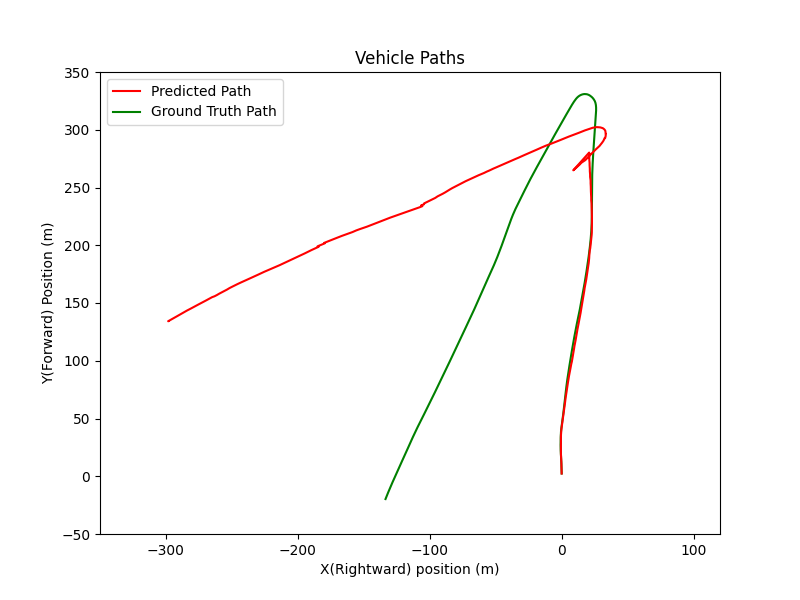 Vehicle Paths
Predicted Path
Ground Truth Path
350
300
250
200
150
100
50
0
−50
Y(Forward) Position (m)
−300 −200 −100 0 100
X(Rightward) position (m)